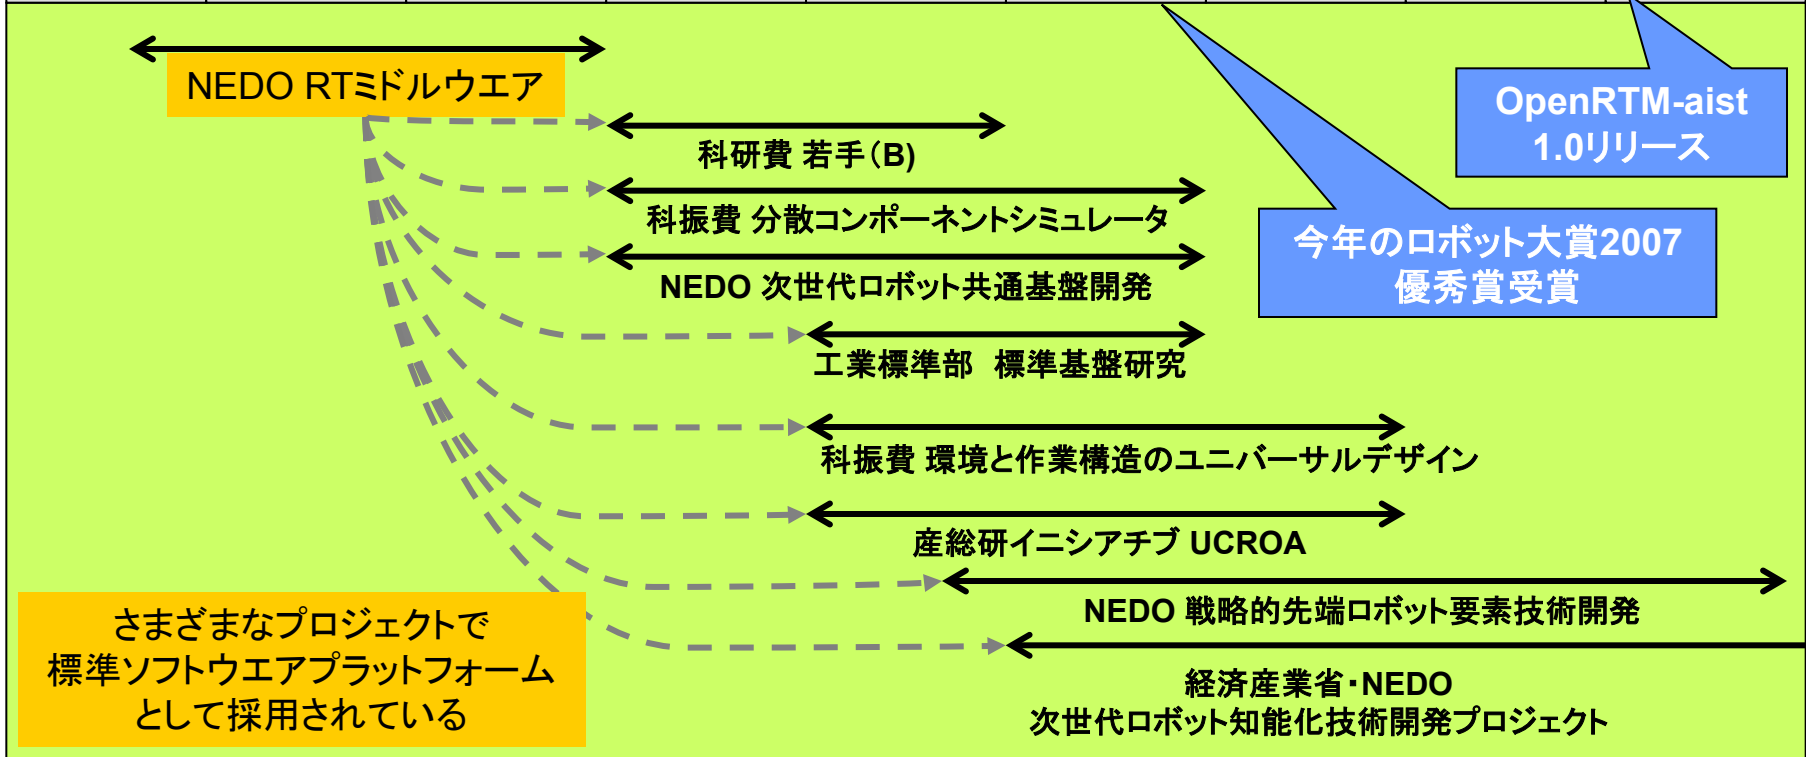 NEDO RTミドルウエア
OpenRTM-aist
1.0リリース
科研費 若手(B)
科振費 分散コンポーネントシミュレータ
今年のロボット大賞2007
優秀賞受賞
NEDO 次世代ロボット共通基盤開発
工業標準部　標準基盤研究
科振費 環境と作業構造のユニバーサルデザイン
産総研イニシアチブ UCROA
NEDO 戦略的先端ロボット要素技術開発
さまざまなプロジェクトで
標準ソフトウエアプラットフォーム
として採用されている
経済産業省・NEDO
次世代ロボット知能化技術開発プロジェクト